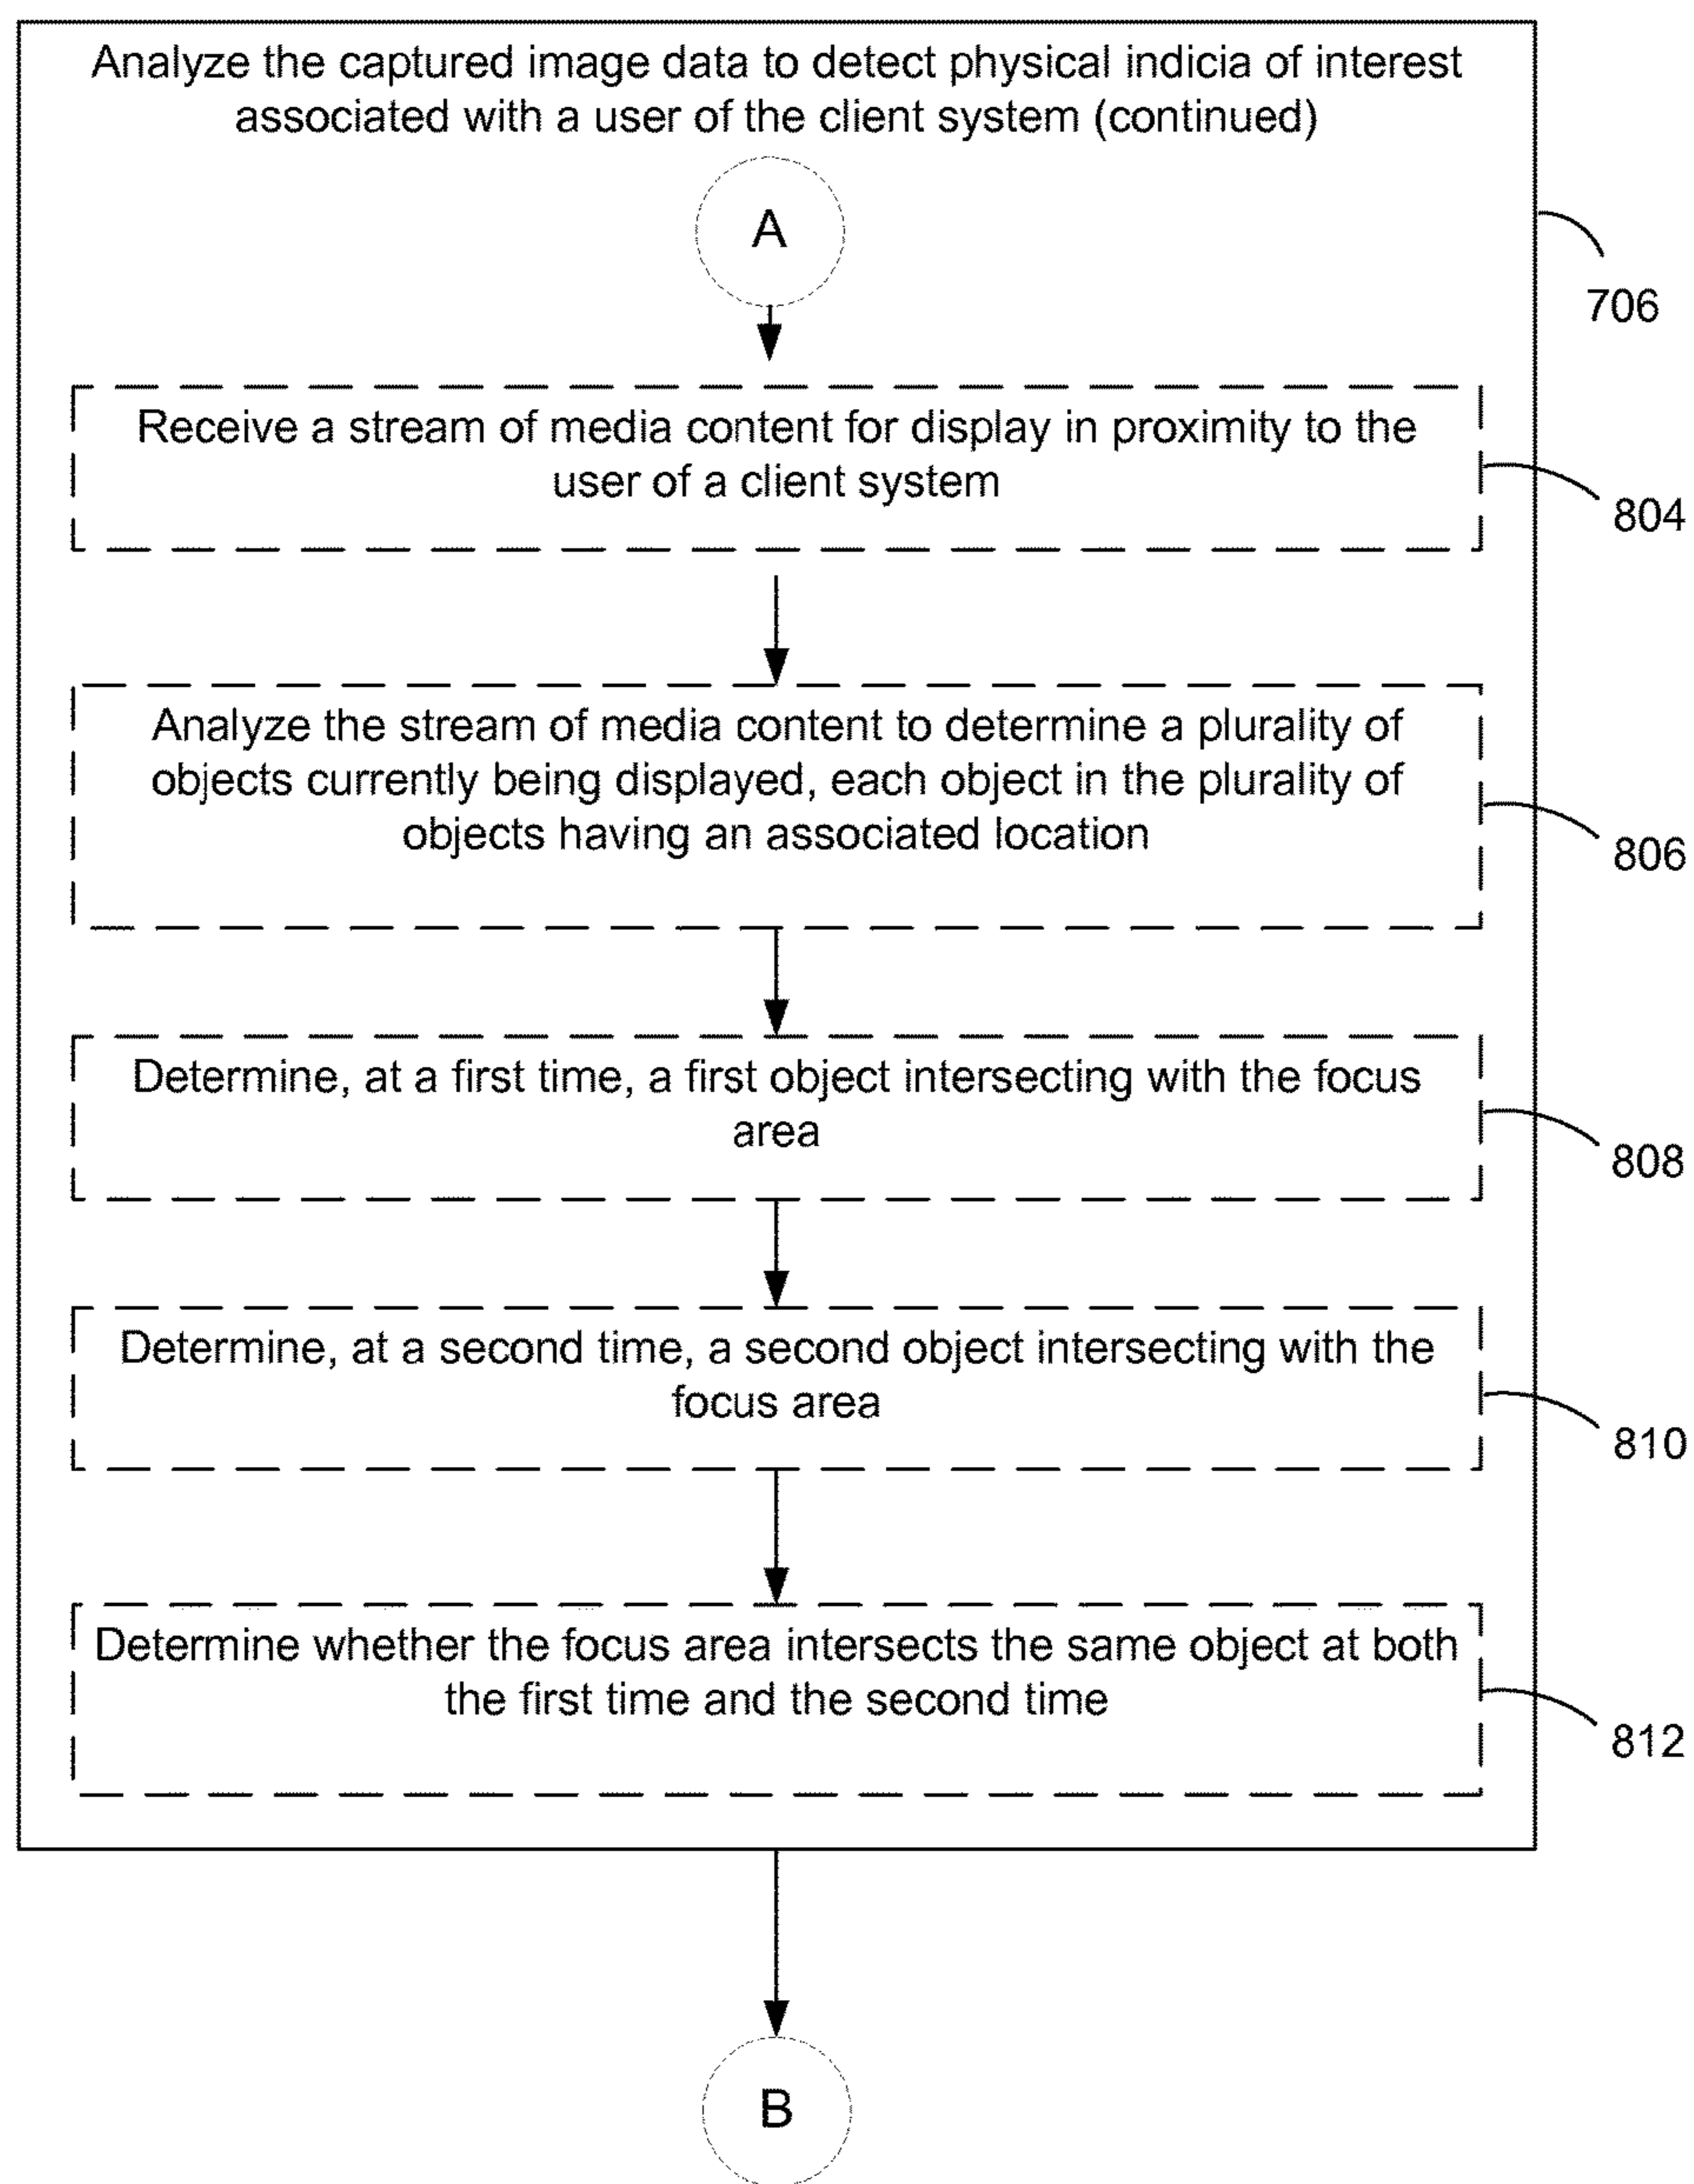 Analyze the captured image data to detect physical indicia of interest
associated with a user of the client system (continued)
A
706
Receive a stream of media content for display in proximity to the
user of a client system
804
Analyze the stream of media content to determine a plurality of
objects currently being displayed, each object in the plurality of
objects having an associated location
806
Determine, at a first time, a first object intersecting with the focus
area
808
Determine, at a second time, a second object intersecting with the
focus area
810
Determine whether the focus area intersects the same object at both
the first time and the second time
812
B